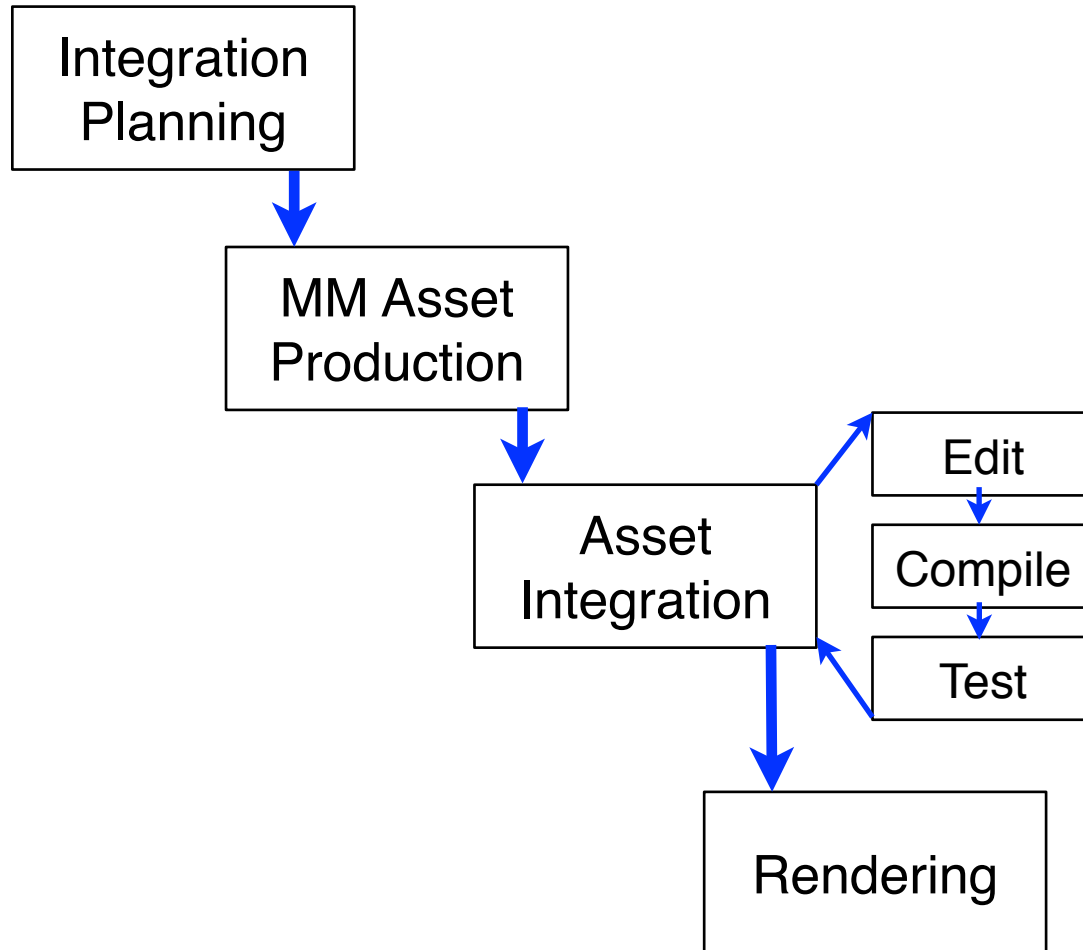 Integration
Planning
MM Asset
Production
Asset
Integration
Edit
Compile
Test
Rendering